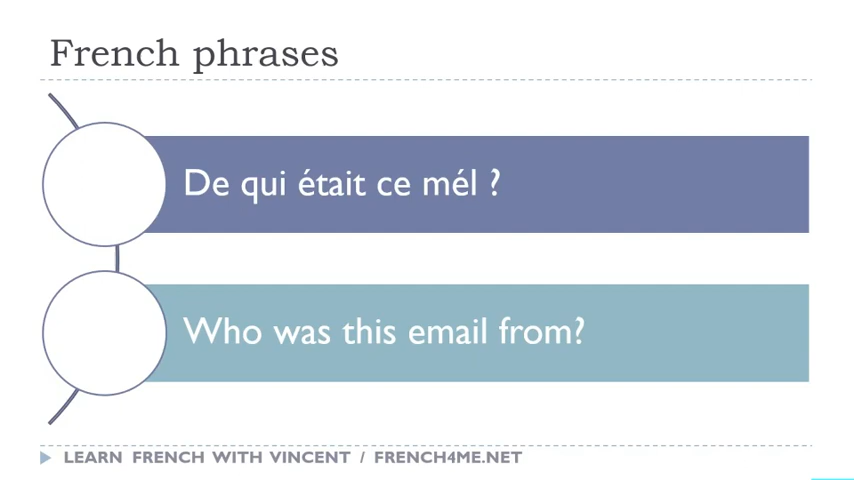 French phrases
De qui était ce mél ?
Who was this email from?
LEARN FRENCH WITH VINCENT / FRENCH4ME.NET